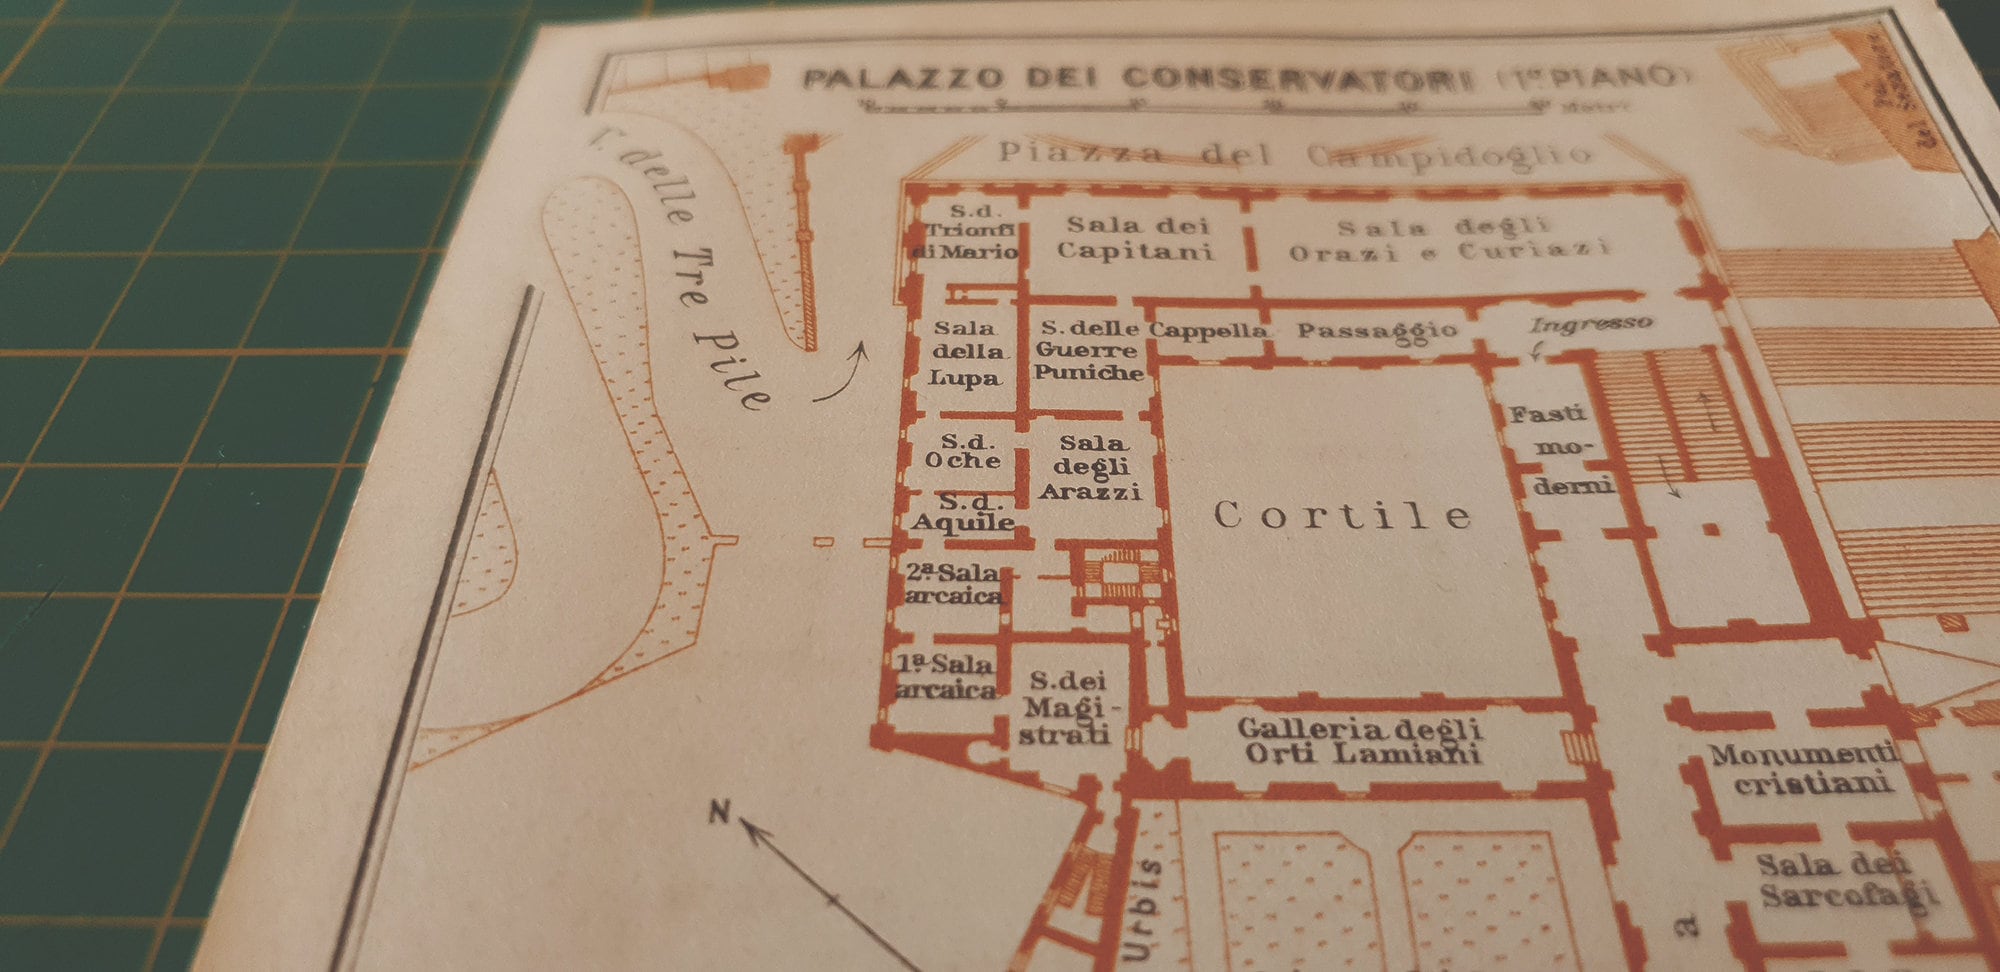 PALAZZO DEI CONSERVATORI (1º PIANO)
Metri
Piazza del Campidoglio
V. delle Tre Pile
S.d.
Trionfi
di Mario
Sala dei
Capitani
Sala degli
Orazi e Curiazi
Sala
della
Lupa
S. delle
Guerre
Puniche
Cappella
Passaggio
Ingresso
S.d.
Oche
Sala
degli
Arazzi
S.d.
Aquile
Cortile
Fasti
mo-
derni
2ª Sala
arcaica
1ª Sala
arcaica
S. dei
Magi-
strati
Galleria degli
Orti Lamiani
Monumenti
cristiani
Sala dei
Sarcofagi
N
Urbis
a